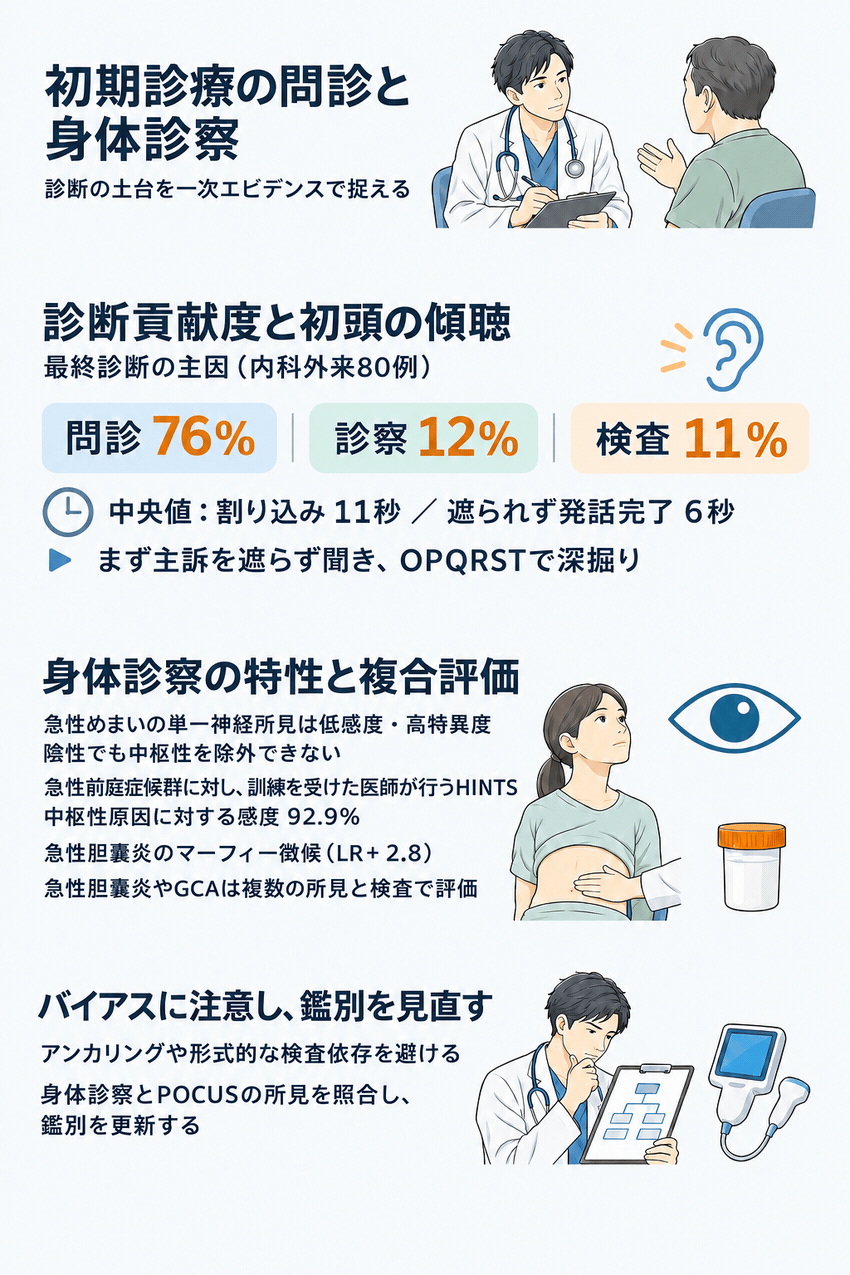 初期診療の問診と
身体診察
診断の土台を一次エビデンスで捉える
診断貢献度と初頭の傾聴
最終診断の主因（内科外来80例）
問診 76%
診察 12%
検査 11%
中央値：割り込み 11秒 ／ 遮られず発話完了 6秒
まず主訴を遮らず聞き、OPQRSTで深掘り
身体診察の特性と複合評価
急性めまいの単一神経所見は低感度・高特異度
陰性でも中枢性を除外できない
急性前庭症候群に対し、訓練を受けた医師が行うHINTS
中枢性原因に対する感度 92.9%
急性胆嚢炎のマーフィー徴候（LR+ 2.8）
急性胆嚢炎やGCAは複数の所見と検査で評価
バイアスに注意し、鑑別を見直す
アンカリングや形式的な検査依存を避ける
身体診察とPOCUSの所見を照合し、
鑑別を更新する